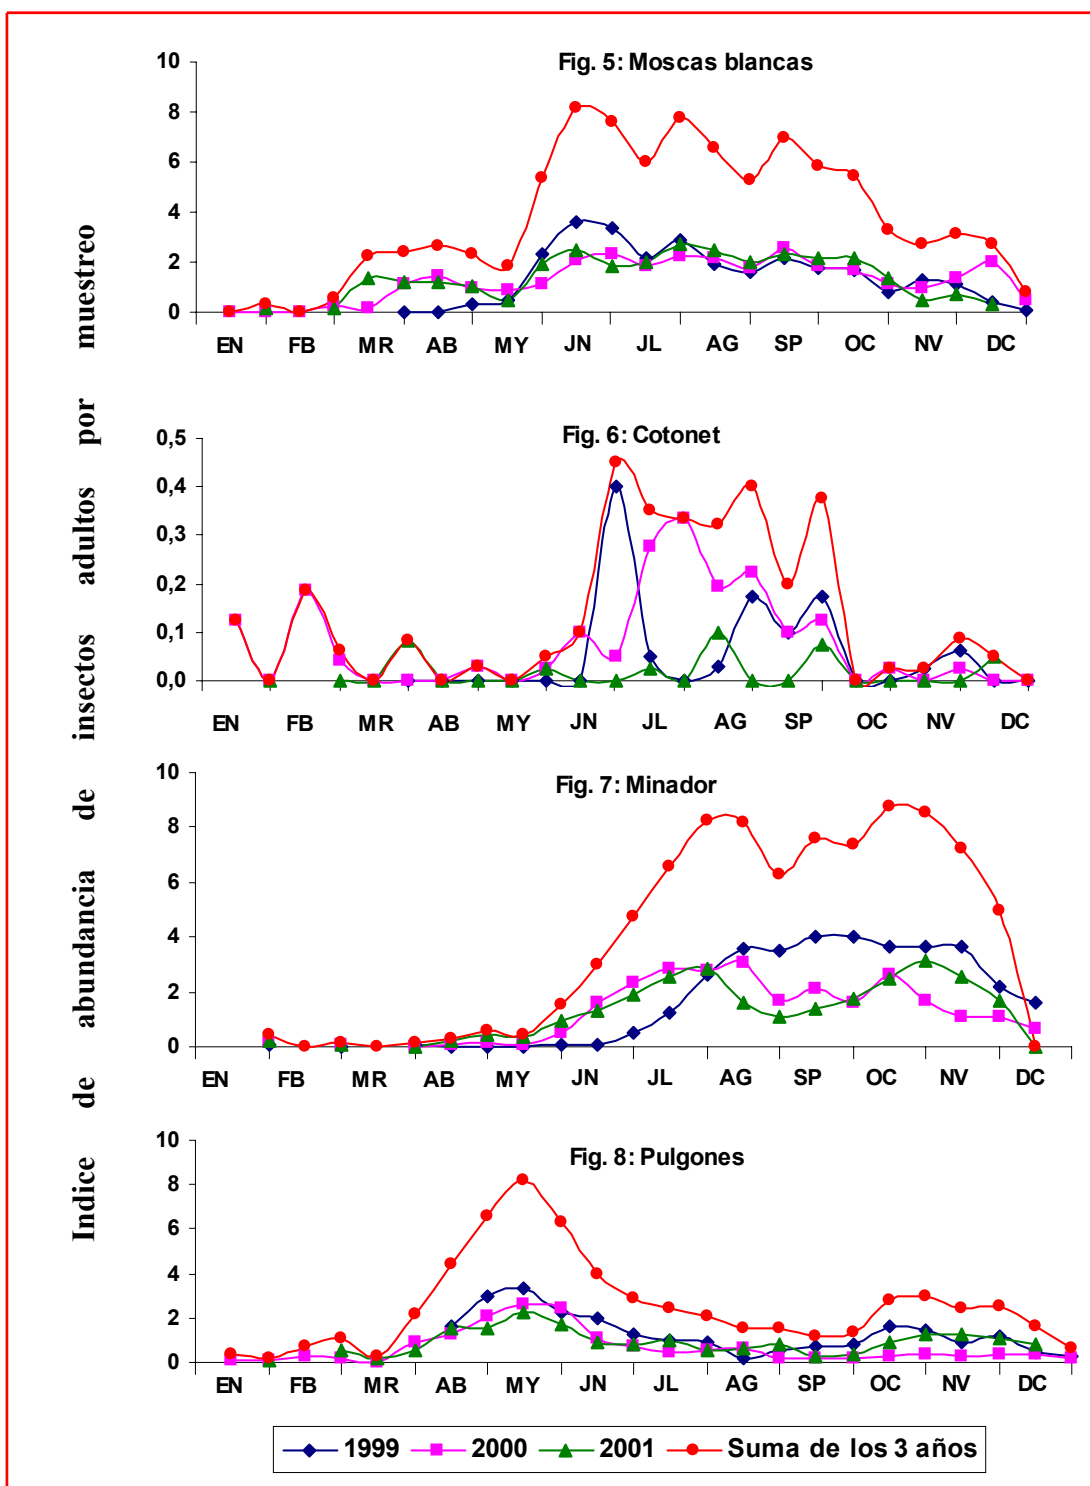 Indice de abundancia de insectos adultos por muestreo
Fig. 5: Moscas blancas
10
8
6
4
2
0
EN FB MR AB MY JN JL AG SP OC NV DC
Fig. 6: Cotonet
0,5
0,4
0,3
0,2
0,1
0,0
EN FB MR AB MY JN JL AG SP OC NV DC
Fig. 7: Minador
10
8
6
4
2
0
EN FB MR AB MY JN JL AG SP OC NV DC
Fig. 8: Pulgones
10
8
6
4
2
0
EN FB MR AB MY JN JL AG SP OC NV DC
1999 2000 2001 Suma de los 3 años